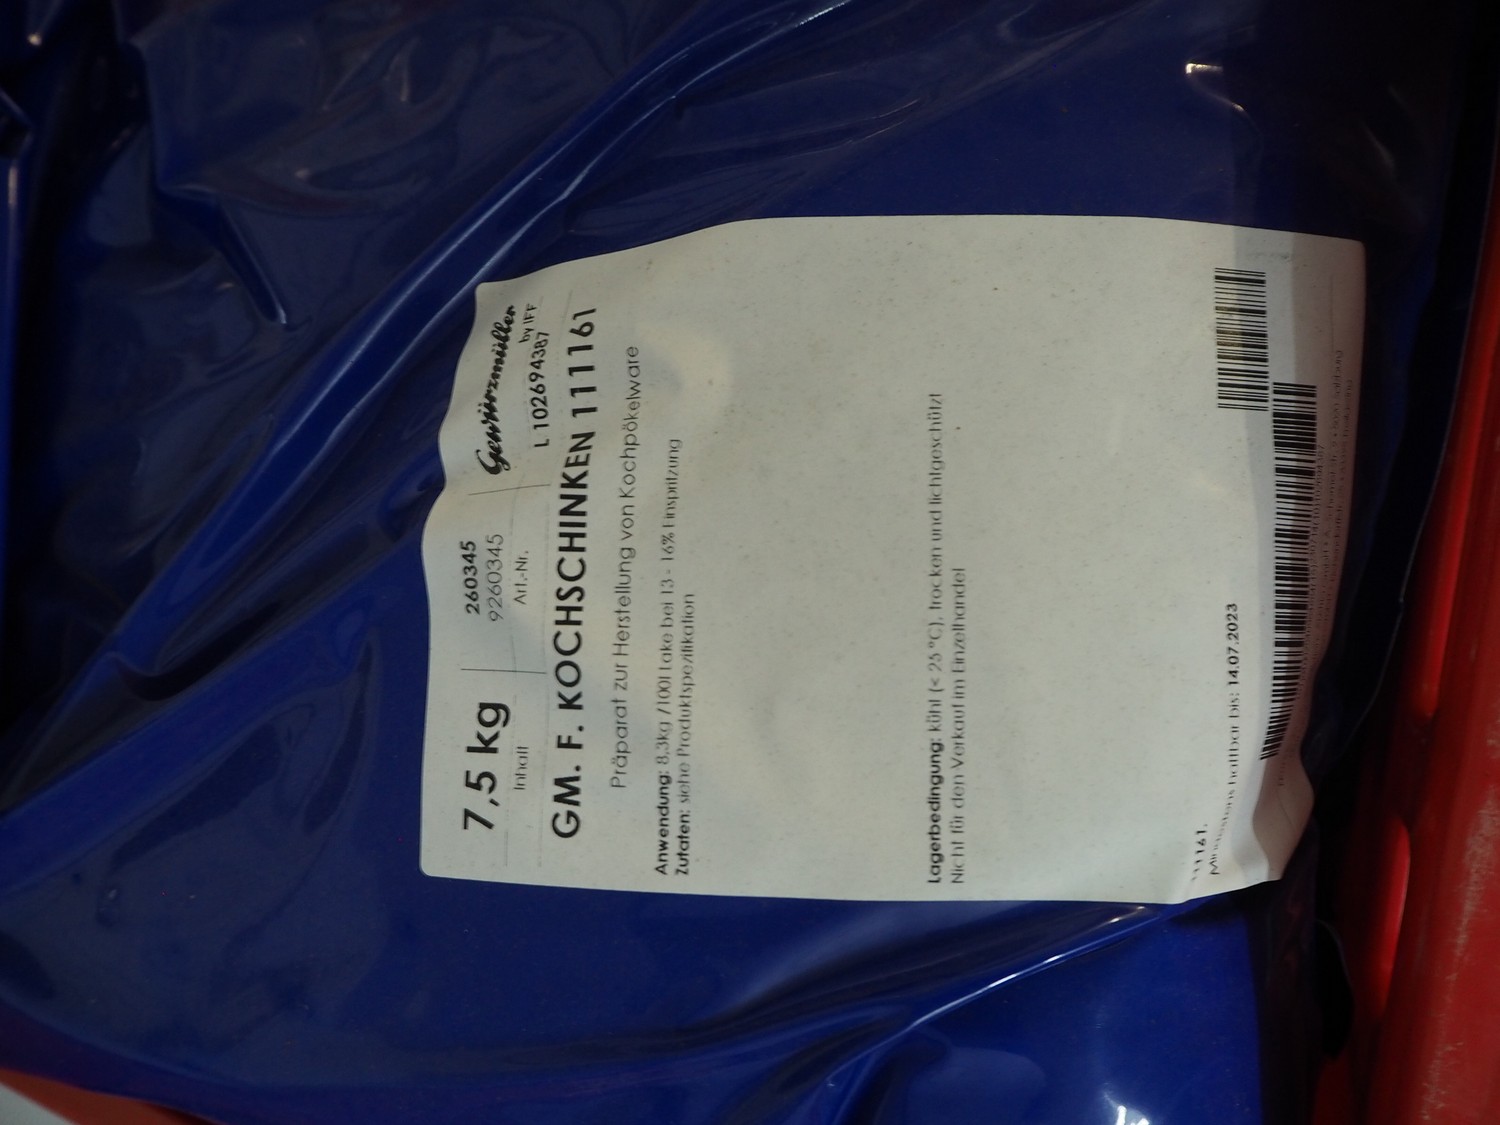 7,5 kg
Inhalt
260345
9260345
Art.-Nr.
Gewürzmüller
by IFF
L 102694387
GM. F. KOCHSCHINKEN 111161
Präparat zur Herstellung von Kochpökelware
Anwendung: 8,3kg /100l Lake bei 13 - 16% Einspritzung
Zutaten: siehe Produktspezifikation
Lagerbedingung: kühl (< 25 °C), trocken und lichtgeschützt
Nicht für den Verkauf im Einzelhandel
111161.
Mindestens haltbar bis: 14.07.2023